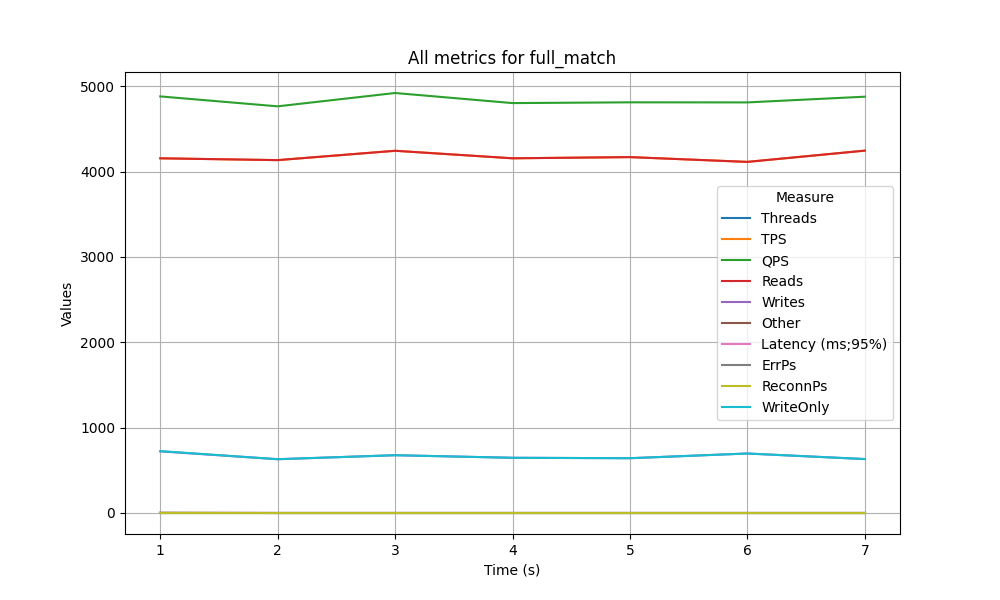 All metrics for full_match
Values
5000
4000
3000
2000
1000
0
Measure
Threads
TPS
QPS
Reads
Writes
Other
Latency (ms;95%)
ErrPs
ReconnPs
WriteOnly
1 2 3 4 5 6 7
Time (s)